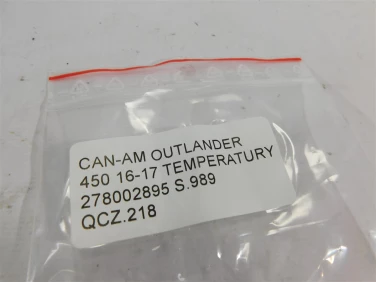 CAN-AM OUTLANDER
450 16-17 TEMPERATURY
278002895 S.989
QCZ.218